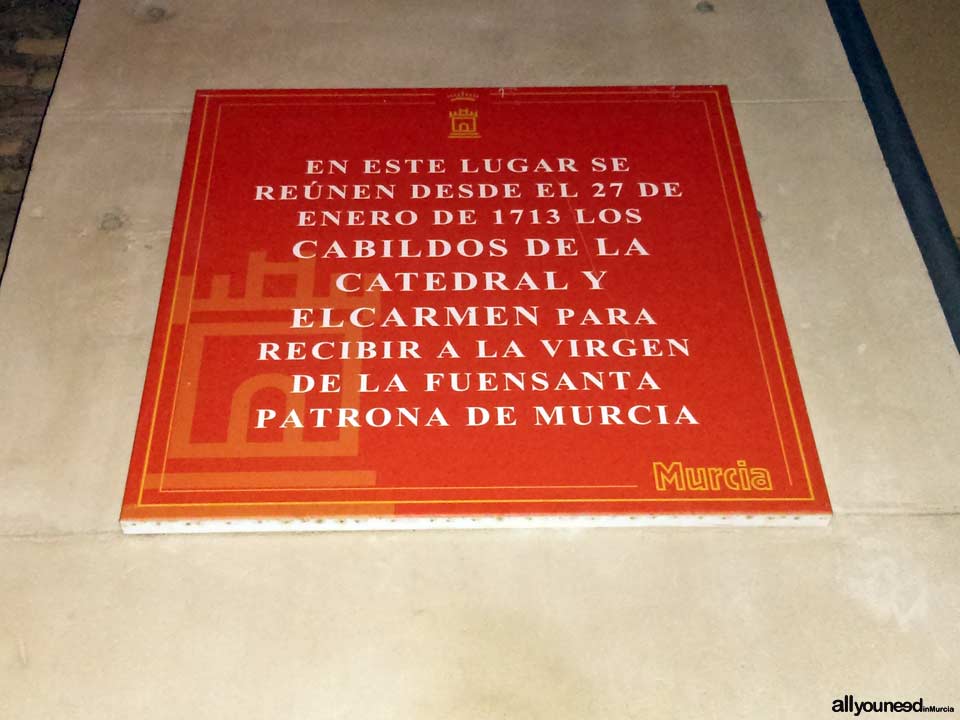 EN ESTE LUGAR SE
REÚNEN DESDE EL 27 DE
ENERO DE 1713 LOS
CABILDOS DE LA
CATEDRAL Y
ELCARMEN PARA
RECIBIR A LA VIRGEN
DE LA FUENSANTA
PATRONA DE MURCIA
Murcia
allyouneedinMurcia